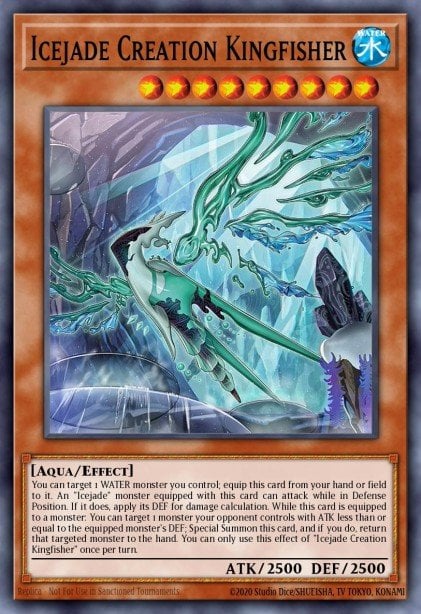 Icejade Creation Kingfisher
WATER
水
[Aqua/Effect]
You can target 1 WATER monster you control; equip this card from your hand or field
to it. An "Icejade" monster equipped with this card can attack while in Defense
Position. If it does, apply its DEF for damage calculation. While this card is equipped
to a monster: You can target 1 monster your opponent controls with ATK less than or
equal to the equipped monster's DEF; Special Summon this card, and if you do, return
that targeted monster to the hand. You can only use this effect of "Icejade Creation
Kingfisher" once per turn.
ATK/2500 DEF/2500
Replica - Not For Use in Sanctioned Tournaments
©2020 Studio Dice/SHUEISHA, TV TOKYO, KONAMI